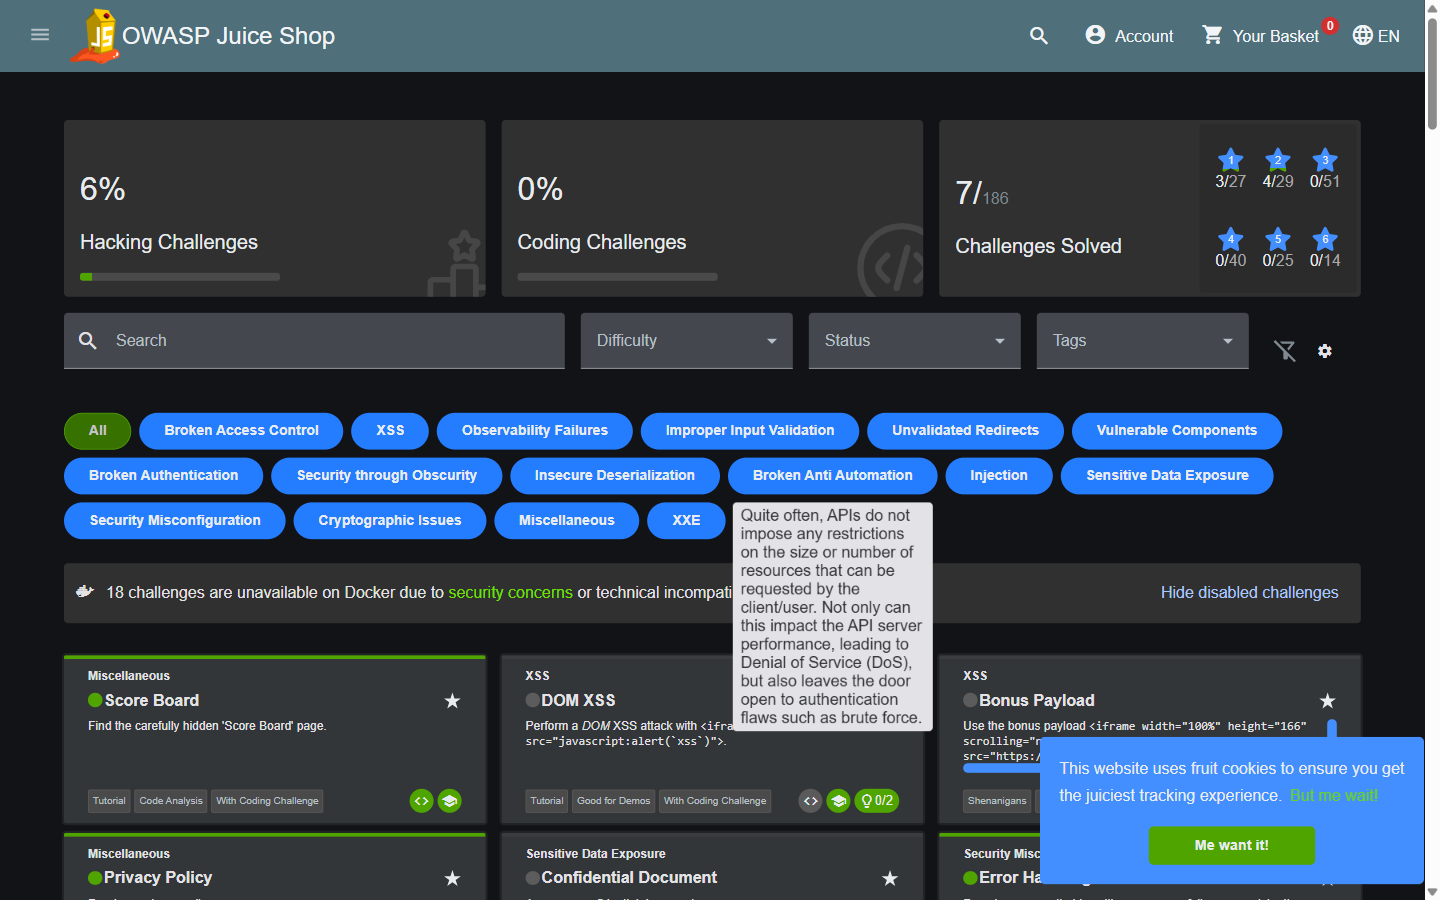 OWASP Juice Shop
Account
Your Basket
0
EN
6%
Hacking Challenges
0%
Coding Challenges
7/186
Challenges Solved
1 2 3
3/27 4/29 0/51
4 5 6
0/40 0/25 0/14
Search
Difficulty
Status
Tags
All
Broken Access Control
XSS
Observability Failures
Improper Input Validation
Unvalidated Redirects
Vulnerable Components
Broken Authentication
Security through Obscurity
Insecure Deserialization
Broken Anti Automation
Injection
Sensitive Data Exposure
Security Misconfiguration
Cryptographic Issues
Miscellaneous
XXE
Quite often, APIs do not
impose any restrictions
on the size or number of
resources that can be
requested by the
client/user. Not only can
this impact the API server
performance, leading to
Denial of Service (DoS),
but also leaves the door
open to authentication
flaws such as brute force.
18 challenges are unavailable on Docker due to security concerns or technical incompati
Hide disabled challenges
Miscellaneous
Score Board
Find the carefully hidden 'Score Board' page.
Tutorial
Code Analysis
With Coding Challenge
XSS
DOM XSS
Perform a DOM XSS attack with <ifra
src="javascript:alert(`xss`)">.
Tutorial
Good for Demos
With Coding Challenge
0/2
XSS
Bonus Payload
Use the bonus payload <iframe width="100%" height="166"
scrolling="n
src="https:/
Shenanigans
This website uses fruit cookies to ensure you get
the juiciest tracking experience. But me wait!
Me want it!
Miscellaneous
Privacy Policy
Sensitive Data Exposure
Confidential Document
Security Misc
Error Ha